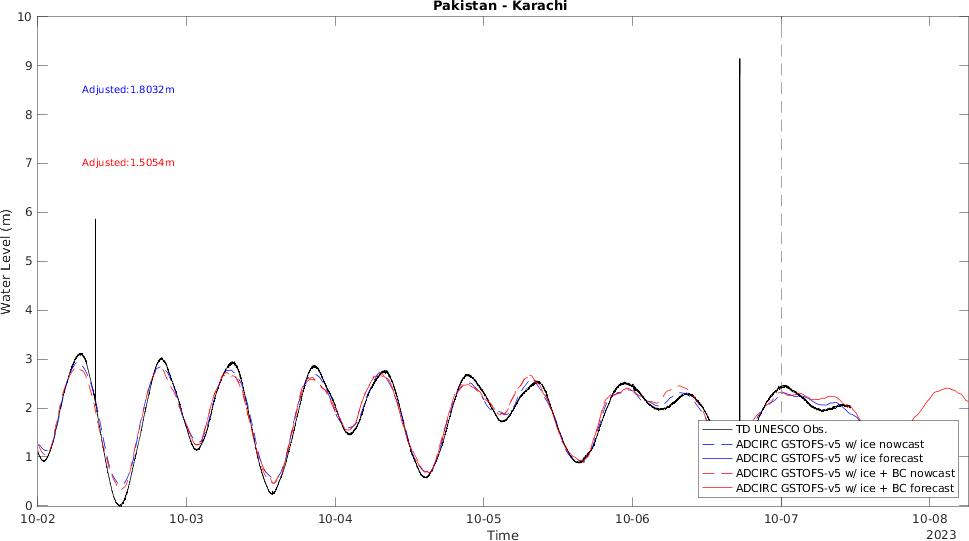 Pakistan - Karachi
10
9
8
7
6
5
4
3
2
1
0
Water Level (m)
Adjusted:1.8032m
Adjusted:1.5054m
TD UNESCO Obs.
ADCIRC GSTOFS-v5 w/ ice nowcast
ADCIRC GSTOFS-v5 w/ ice forecast
ADCIRC GSTOFS-v5 w/ ice + BC nowcast
ADCIRC GSTOFS-v5 w/ ice + BC forecast
10-02 10-03 10-04 10-05 10-06 10-07 10-08
Time
2023